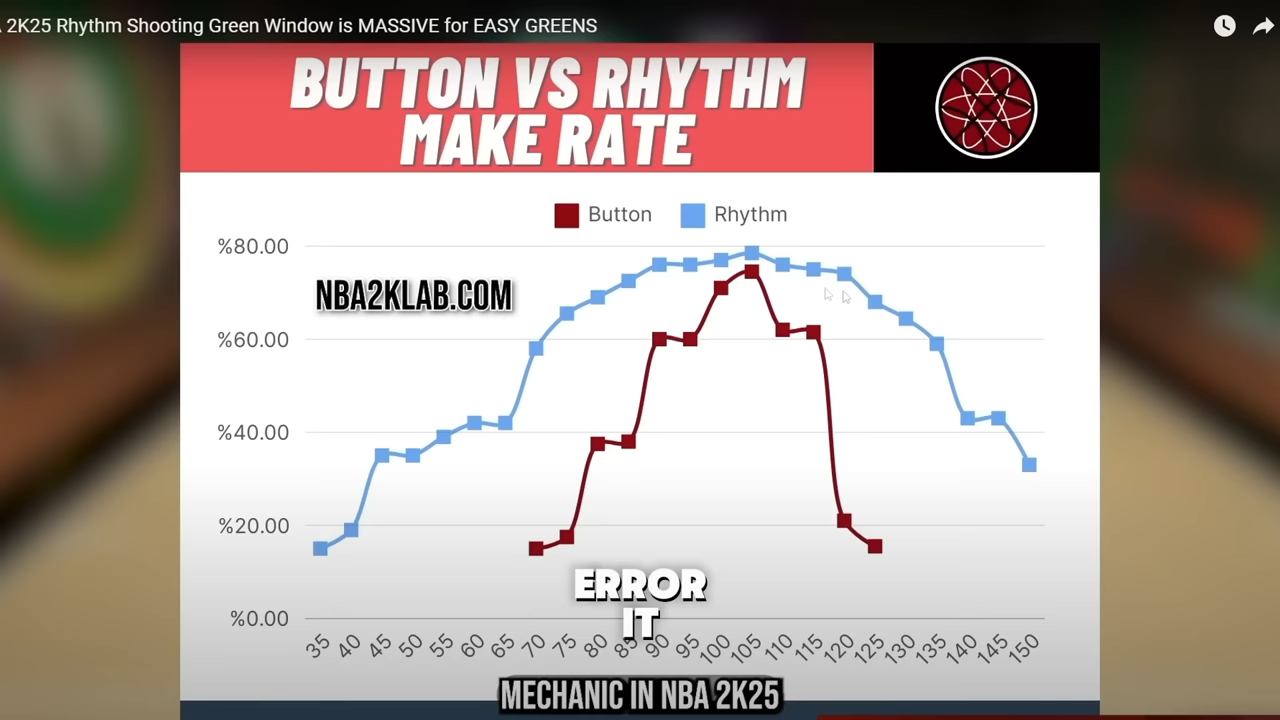 2K25 Rhythm Shooting Green Window is MASSIVE for EASY GREENS
BUTTON VS RHYTHM
MAKE RATE
Button
Rhythm
%80.00
NBA2KLAB.COM
%60.00
%40.00
%20.00
%0.00
ERROR
IT
35 40 45 50 55 60 65 70 75 80 85 90 95 100 105 110 115 120 125 130 135 140 145 150
MECHANIC IN NBA 2K25